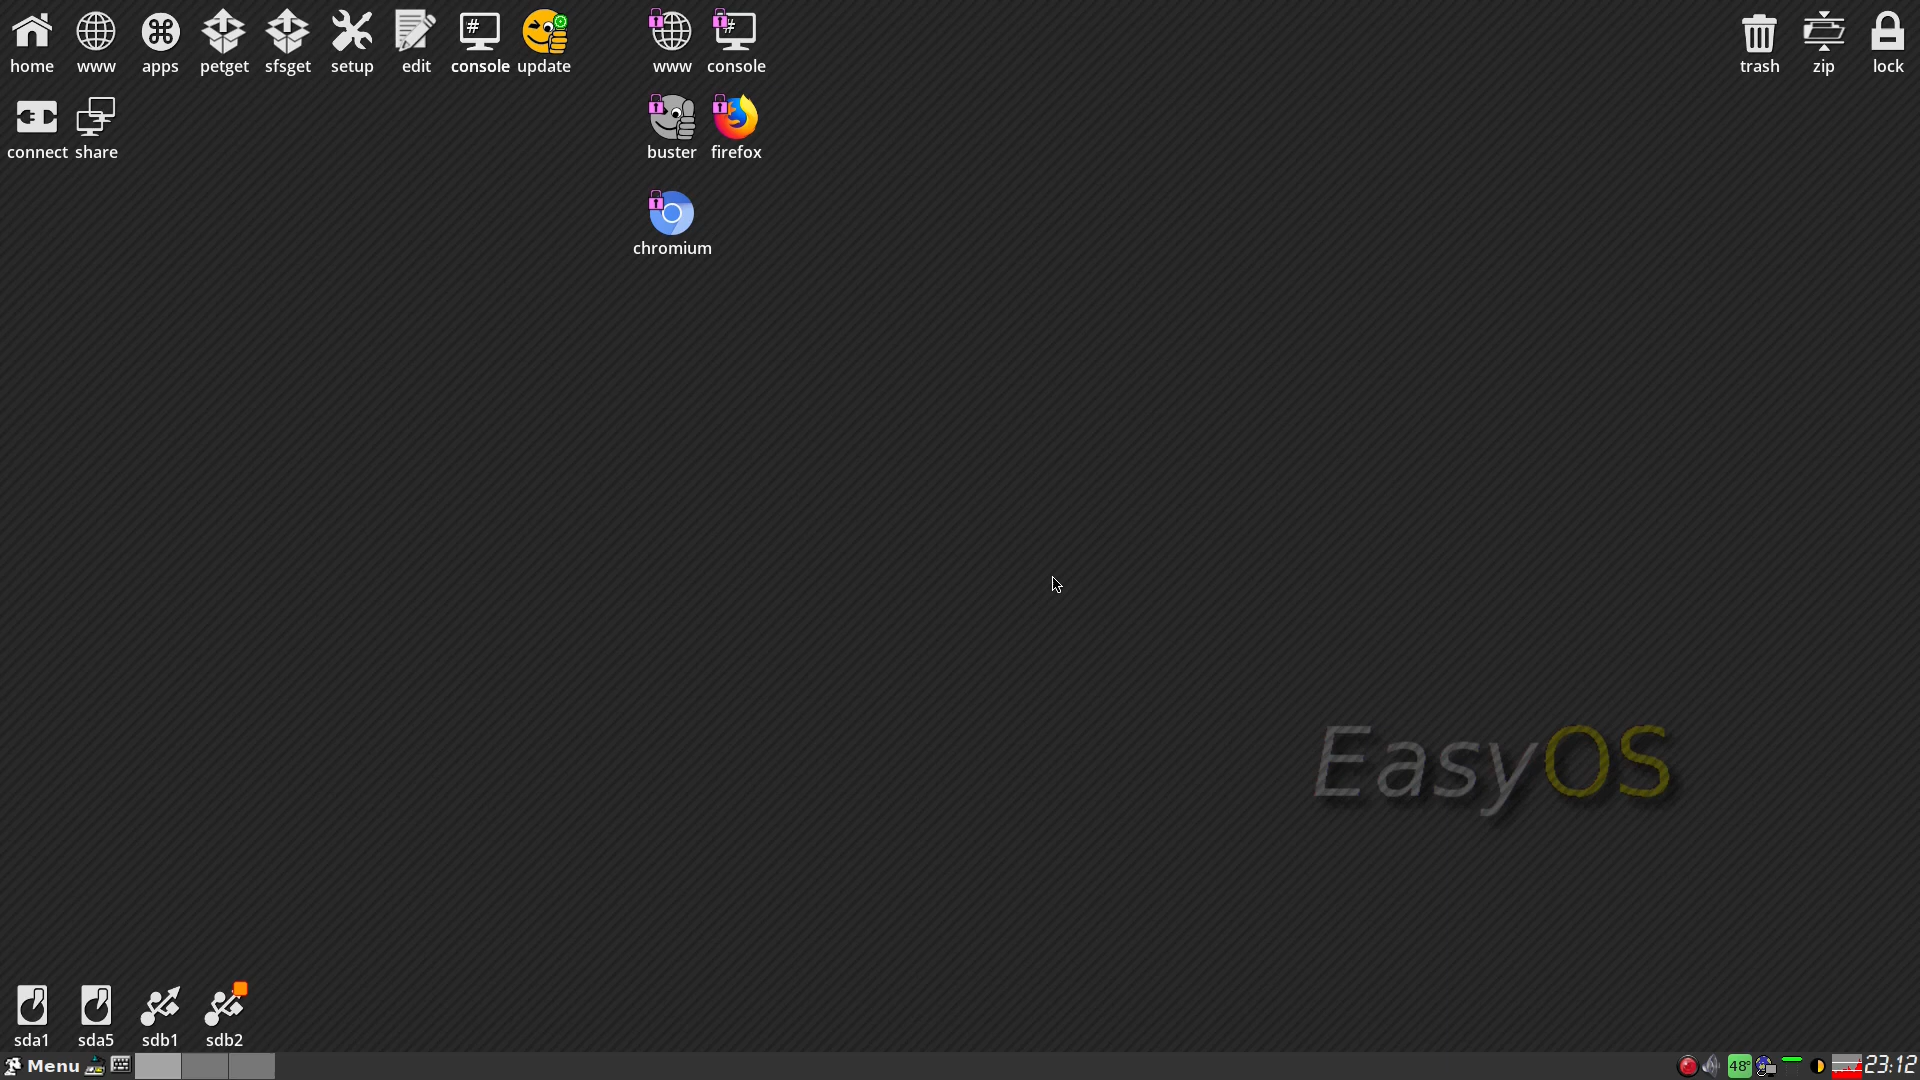 home www apps petget sfsget setup edit console update www console trash zip lock
connect share buster firefox
chromium
EasyOS
sda1 sda5 sdb1 sdb2
Menu 48° 23:12